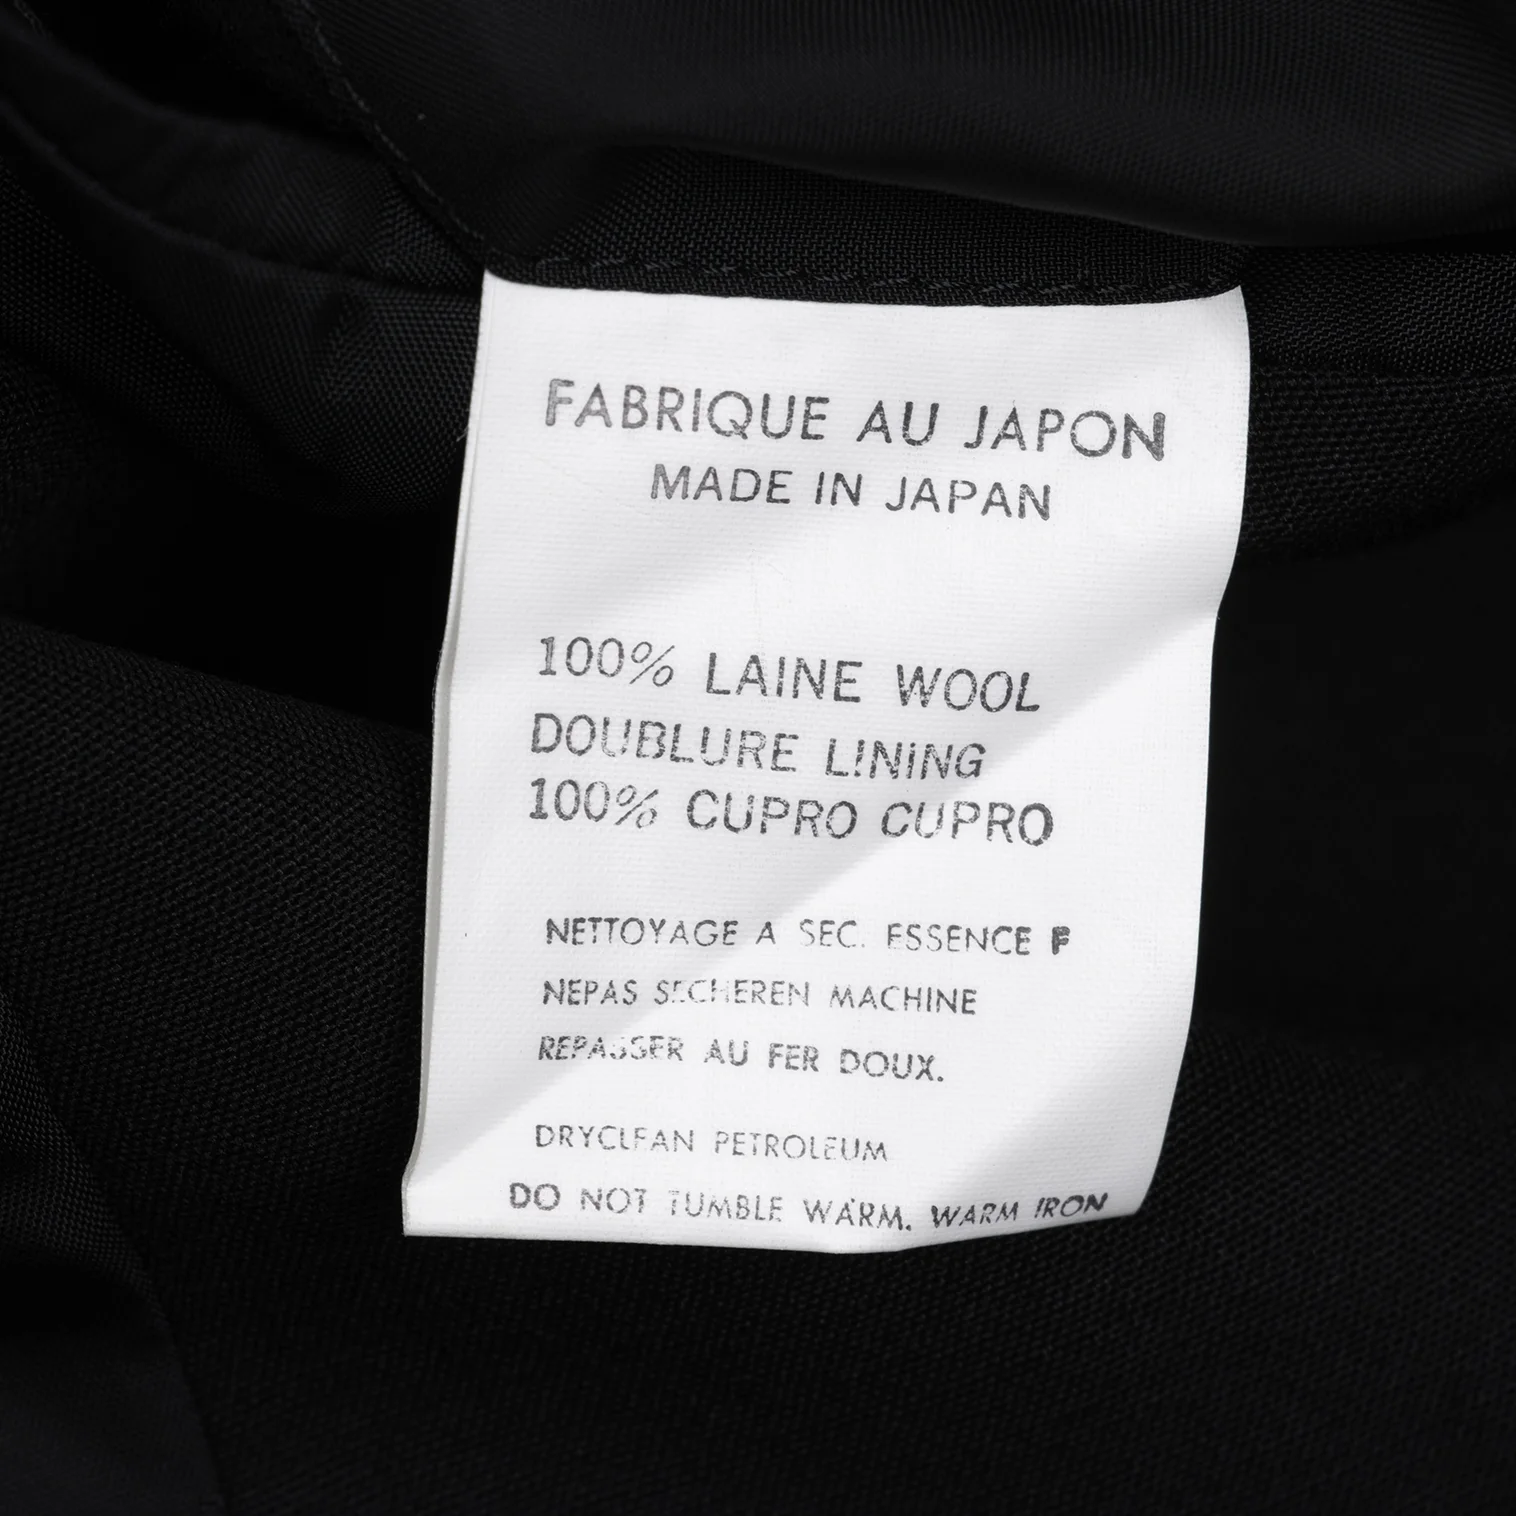 FABRIQUE AU JAPON
MADE IN JAPAN
100% LAINE WOOL
DOUBLURE LINING
100% CUPRO CUPRO
NETTOYAGE A SEC. ESSENCE F
NEPAS SECHEREN MACHINE
REPASSER AU FER DOUX.
DRYCLEAN PETROLEUM
DO NOT TUMBLE WARM. WARM IRON